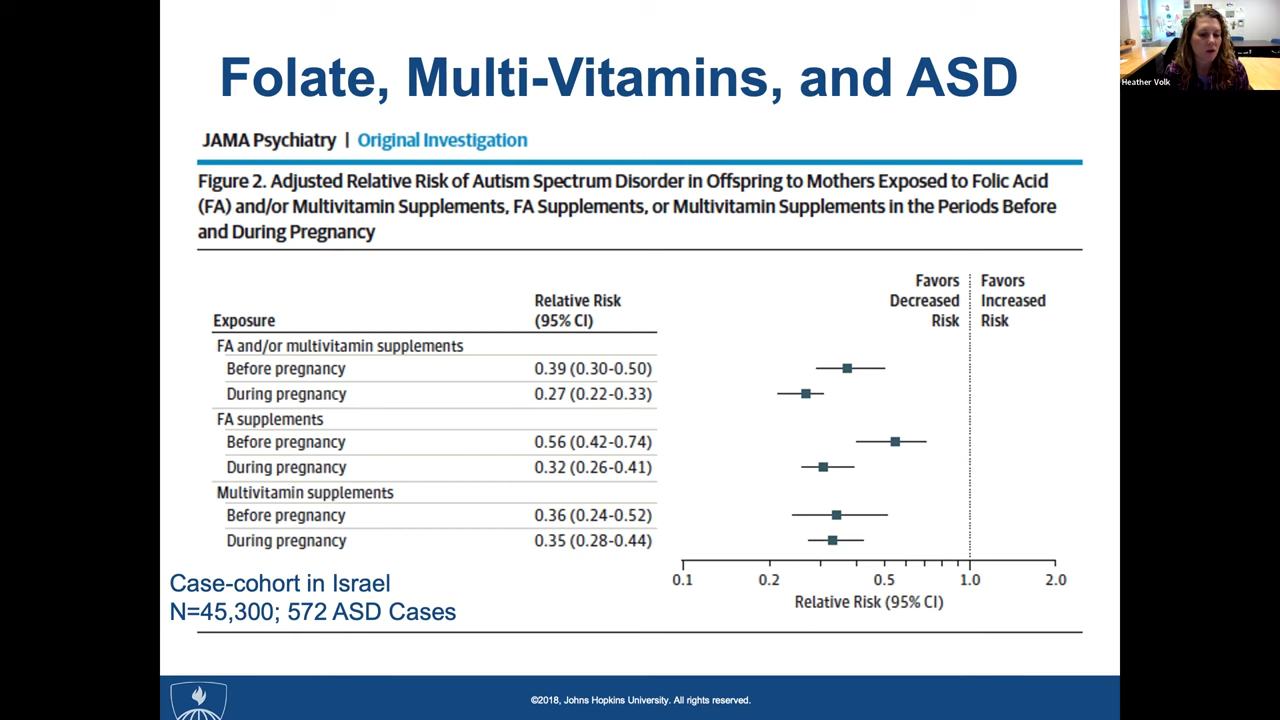 Folate, Multi-Vitamins, and ASD
Heather Volk
JAMA Psychiatry | Original Investigation
Figure 2. Adjusted Relative Risk of Autism Spectrum Disorder in Offspring to Mothers Exposed to Folic Acid
(FA) and/or Multivitamin Supplements, FA Supplements, or Multivitamin Supplements in the Periods Before
and During Pregnancy
Favors Decreased Risk
Favors Increased Risk
Exposure
Relative Risk (95% CI)
FA and/or multivitamin supplements
Before pregnancy 0.39 (0.30-0.50)
During pregnancy 0.27 (0.22-0.33)
FA supplements
Before pregnancy 0.56 (0.42-0.74)
During pregnancy 0.32 (0.26-0.41)
Multivitamin supplements
Before pregnancy 0.36 (0.24-0.52)
During pregnancy 0.35 (0.28-0.44)
0.1 0.2 0.5 1.0 2.0
Relative Risk (95% CI)
Case-cohort in Israel
N=45,300; 572 ASD Cases
©2018, Johns Hopkins University. All rights reserved.